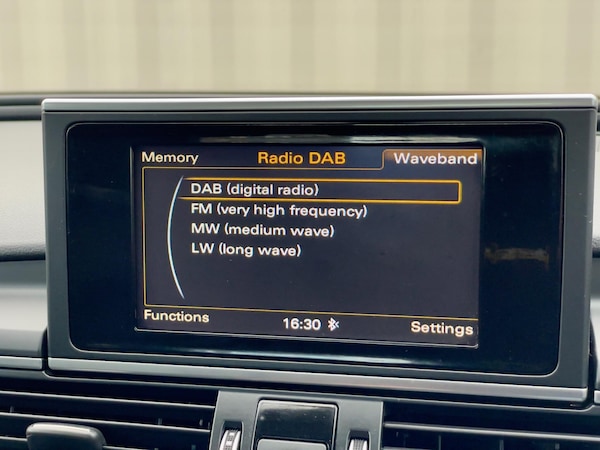 Memory Radio DAB Waveband
DAB (digital radio)
FM (very high frequency)
MW (medium wave)
LW (long wave)
Functions 16:30 Settings